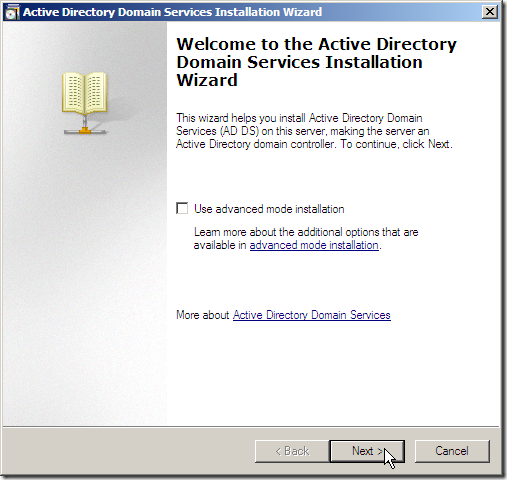 Active Directory Domain Services Installation Wizard
Welcome to the Active Directory
Domain Services Installation
Wizard
This wizard helps you install Active Directory Domain
Services (AD DS) on this server, making the server an
Active Directory domain controller. To continue, click Next.
Use advanced mode installation
Learn more about the additional options that are
available in advanced mode installation.
More about Active Directory Domain Services
< Back
Next >
Cancel